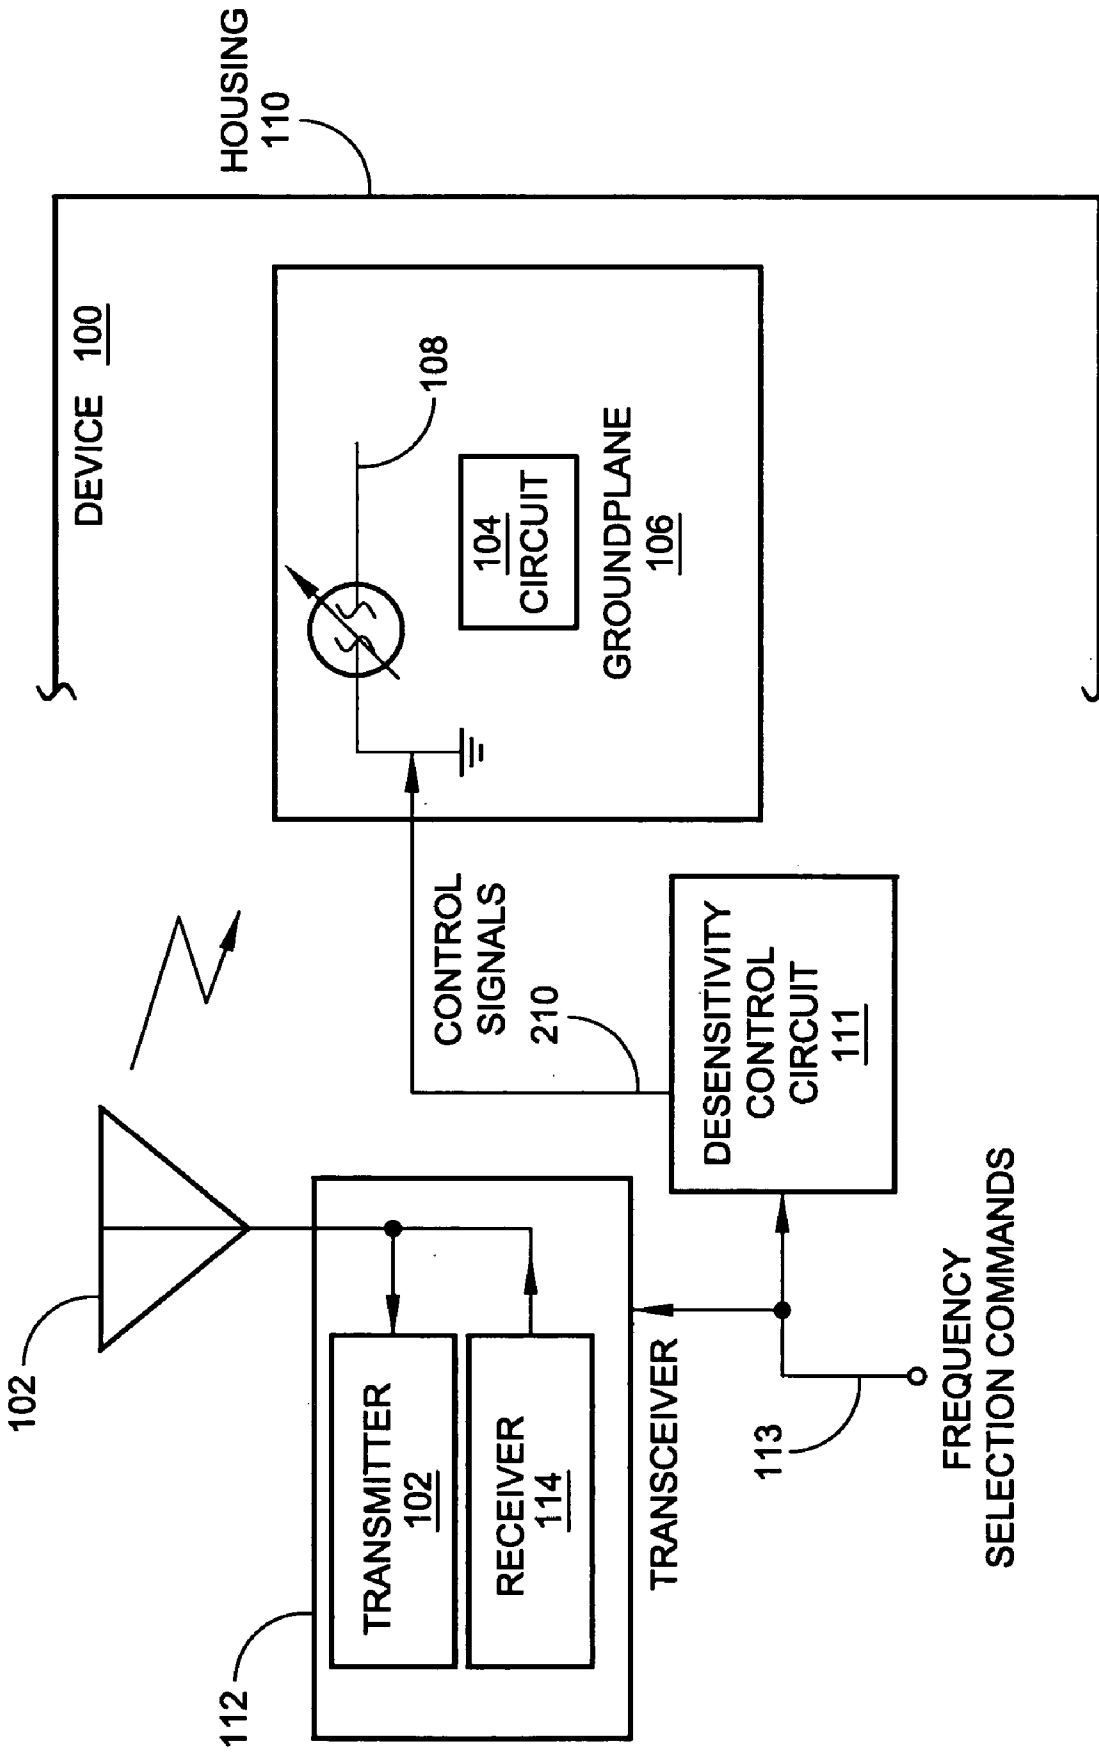 102
112
TRANSMITTER
102
RECEIVER
114
TRANSCEIVER
113
FREQUENCY
SELECTION COMMANDS
CONTROL
SIGNALS
210
DESENSITIVITY
CONTROL
CIRCUIT
111
DEVICE 100
108
104
CIRCUIT
GROUNDPLANE
106
HOUSING
110